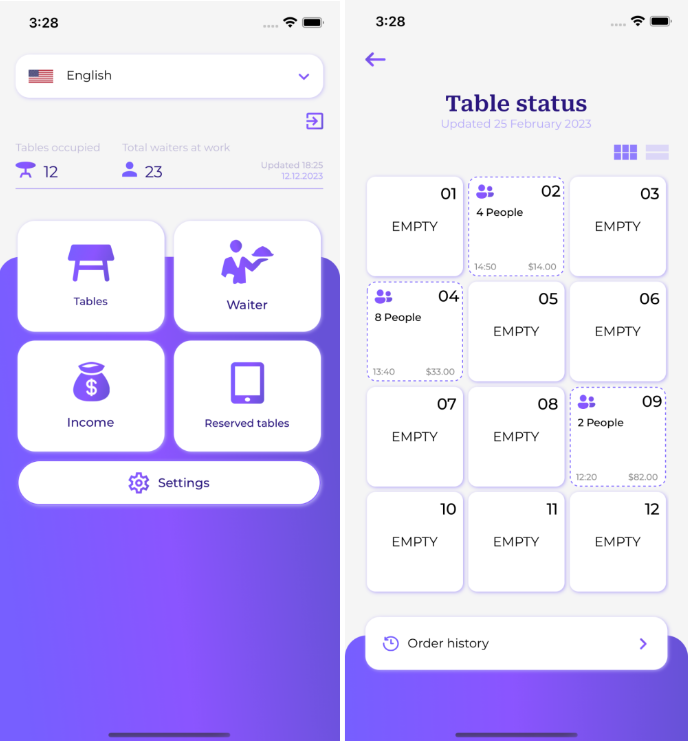 3:28
English
Tables occupied
12
Total waiters at work
23
Updated 18:25
12.12.2023
Tables
Waiter
$
Income
Reserved tables
Settings
3:28
Table status
Updated 25 February 2023
01
EMPTY
02
4 People
14:50 $14.00
03
EMPTY
04
8 People
13:40 $33.00
05
EMPTY
06
EMPTY
07
EMPTY
08
EMPTY
09
2 People
12:20 $82.00
10
EMPTY
11
EMPTY
12
EMPTY
Order history